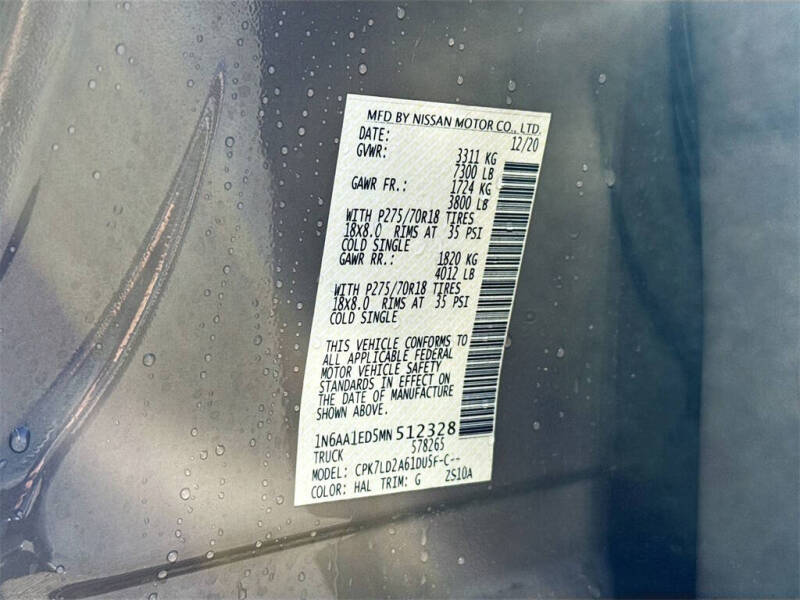 MFD BY NISSAN MOTOR CO., LTD.
DATE: 12/20
GVWR: 3311 KG
7300 LB
GAWR FR.: 1724 KG
3800 LB
WITH P275/70R18 TIRES
18X8.0 RIMS AT 35 PSI
COLD SINGLE
GAWR RR.: 1820 KG
4012 LB
WITH P275/70R18 TIRES
18X8.0 RIMS AT 35 PSI
COLD SINGLE
THIS VEHICLE CONFORMS TO
ALL APPLICABLE FEDERAL
MOTOR VEHICLE SAFETY
STANDARDS IN EFFECT ON
THE DATE OF MANUFACTURE
SHOWN ABOVE.
1N6AA1ED5MN 512328
TRUCK 578265
MODEL: CPK7LD2A61DU5F-C--
COLOR: HAL TRIM: G ZS10A